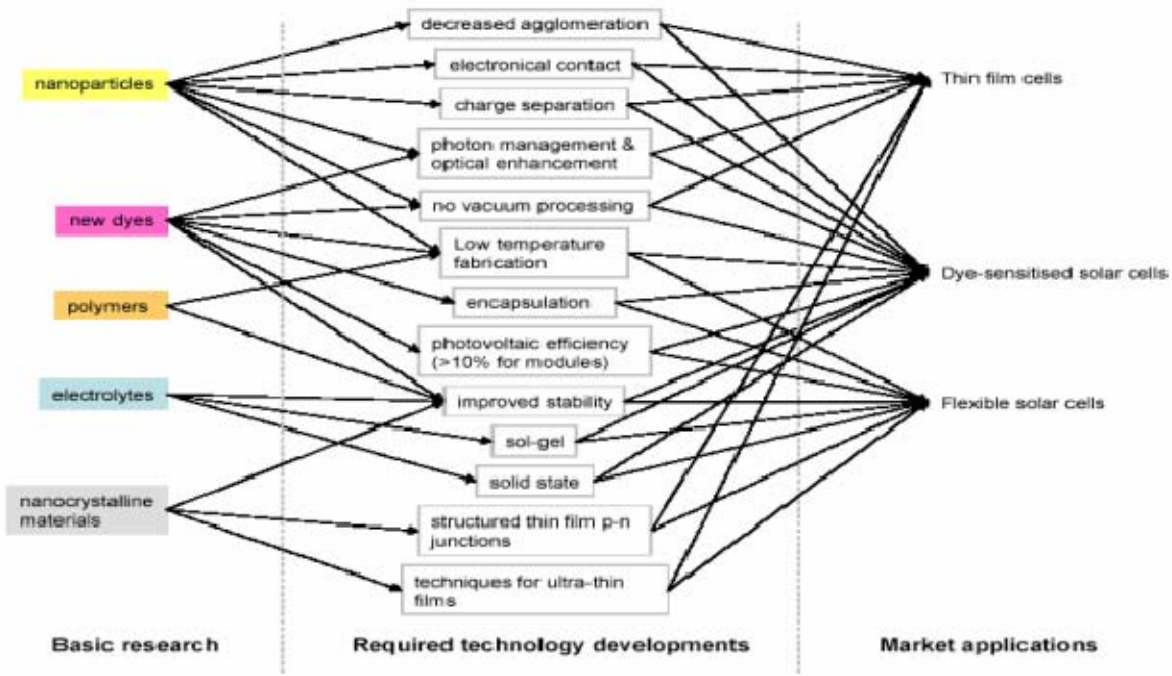 decreased agglomeration
electronical contact
charge separation
photon management &
optical enhancement
no vacuum processing
Low temperature
fabrication
encapsulation
photovoltaic efficiency
(>10% for modules)
improved stability
sol-gel
solid state
structured thin film p-n
junctions
techniques for ultra-thin
films
nanoparticles
new dyes
polymers
electrolytes
nanocrystalline
materials
Thin film cells
Dye-sensitised solar cells
Flexible solar cells
Basic research
Required technology developments
Market applications